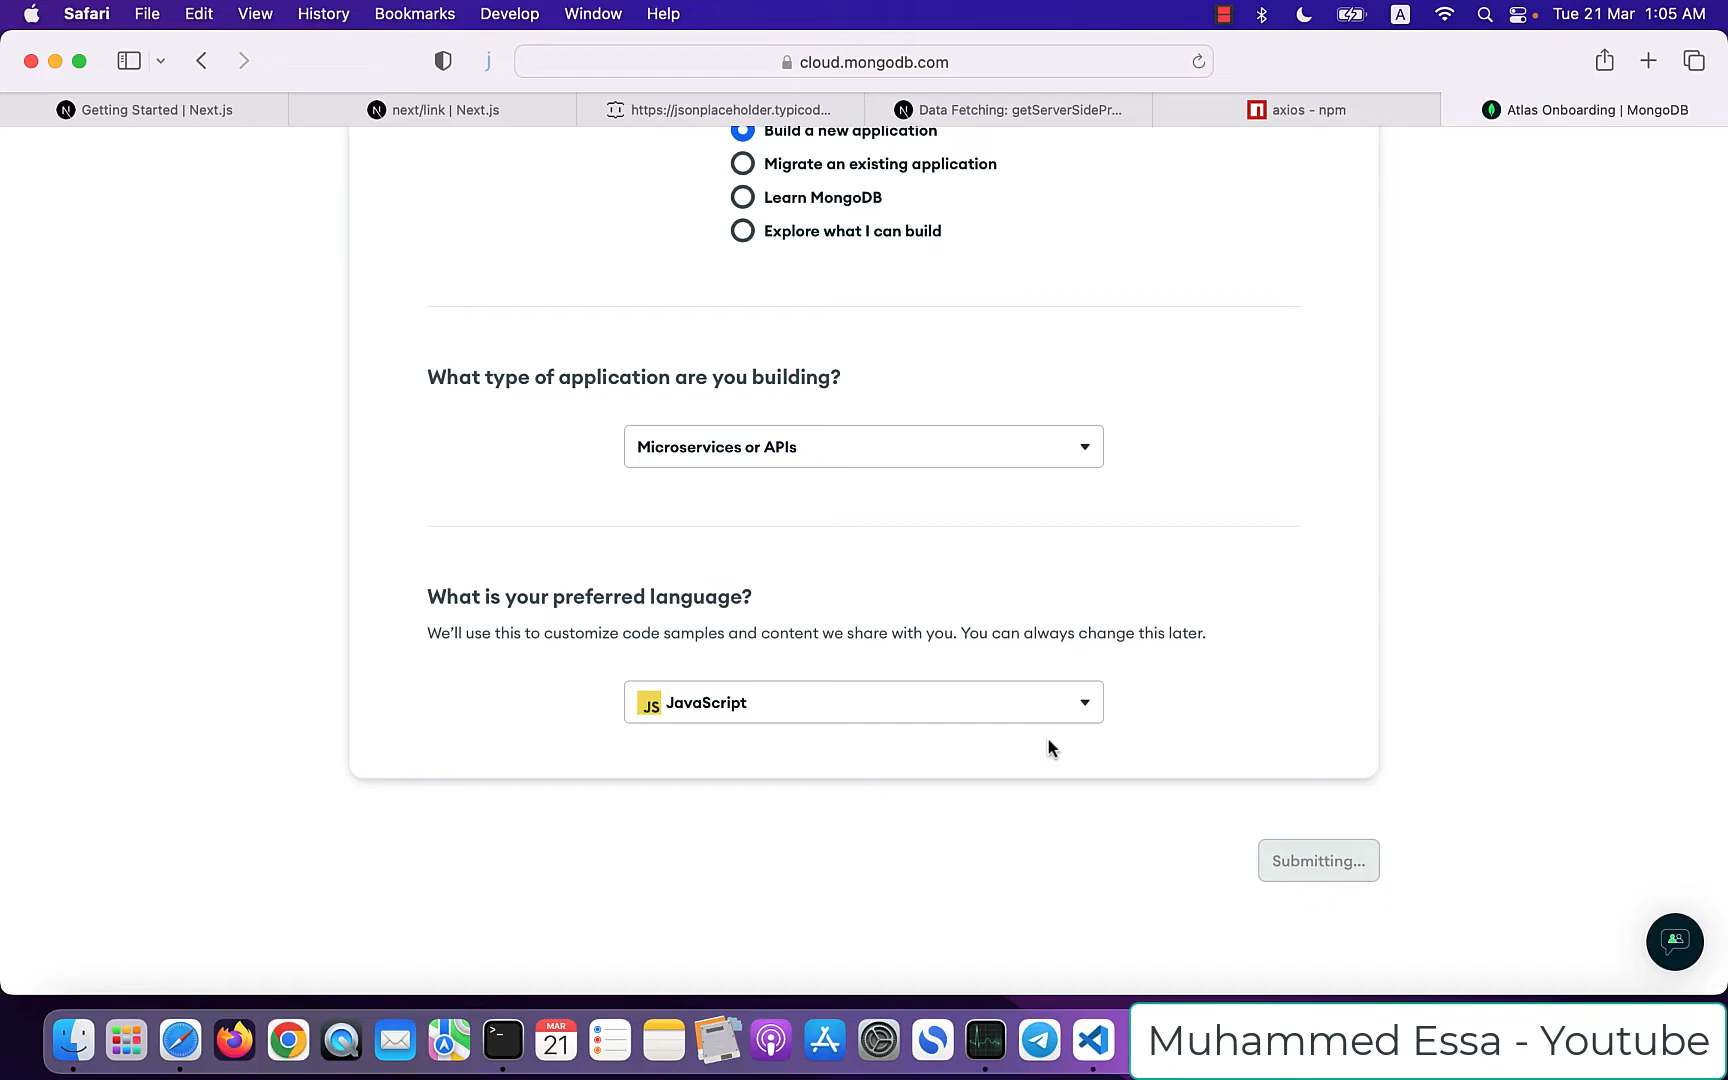 Safari File Edit View History Bookmarks Develop Window Help A Tue 21 Mar 1:05 AM
j cloud.mongodb.com
N Getting Started | Next.js N next/link | Next.js https://jsonplaceholder.typicod... N Data Fetching: getServerSidePr... axios - npm Atlas Onboarding | MongoDB
Build a new application
Migrate an existing application
Learn MongoDB
Explore what I can build
What type of application are you building?
Microservices or APIs
What is your preferred language?
We'll use this to customize code samples and content we share with you. You can always change this later.
JS JavaScript
Submitting...
MAR
21
Muhammed Essa - Youtube